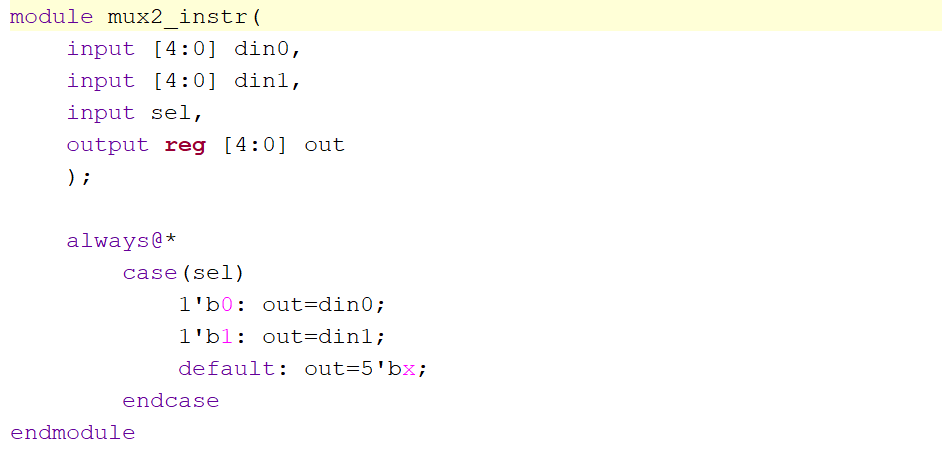 module mux2_instr(
input [4:0] din0,
input [4:0] din1,
input sel,
output reg [4:0] out
);
always@*
case(sel)
1'b0: out=din0;
1'b1: out=din1;
default: out=5'bx;
endcase
endmodule